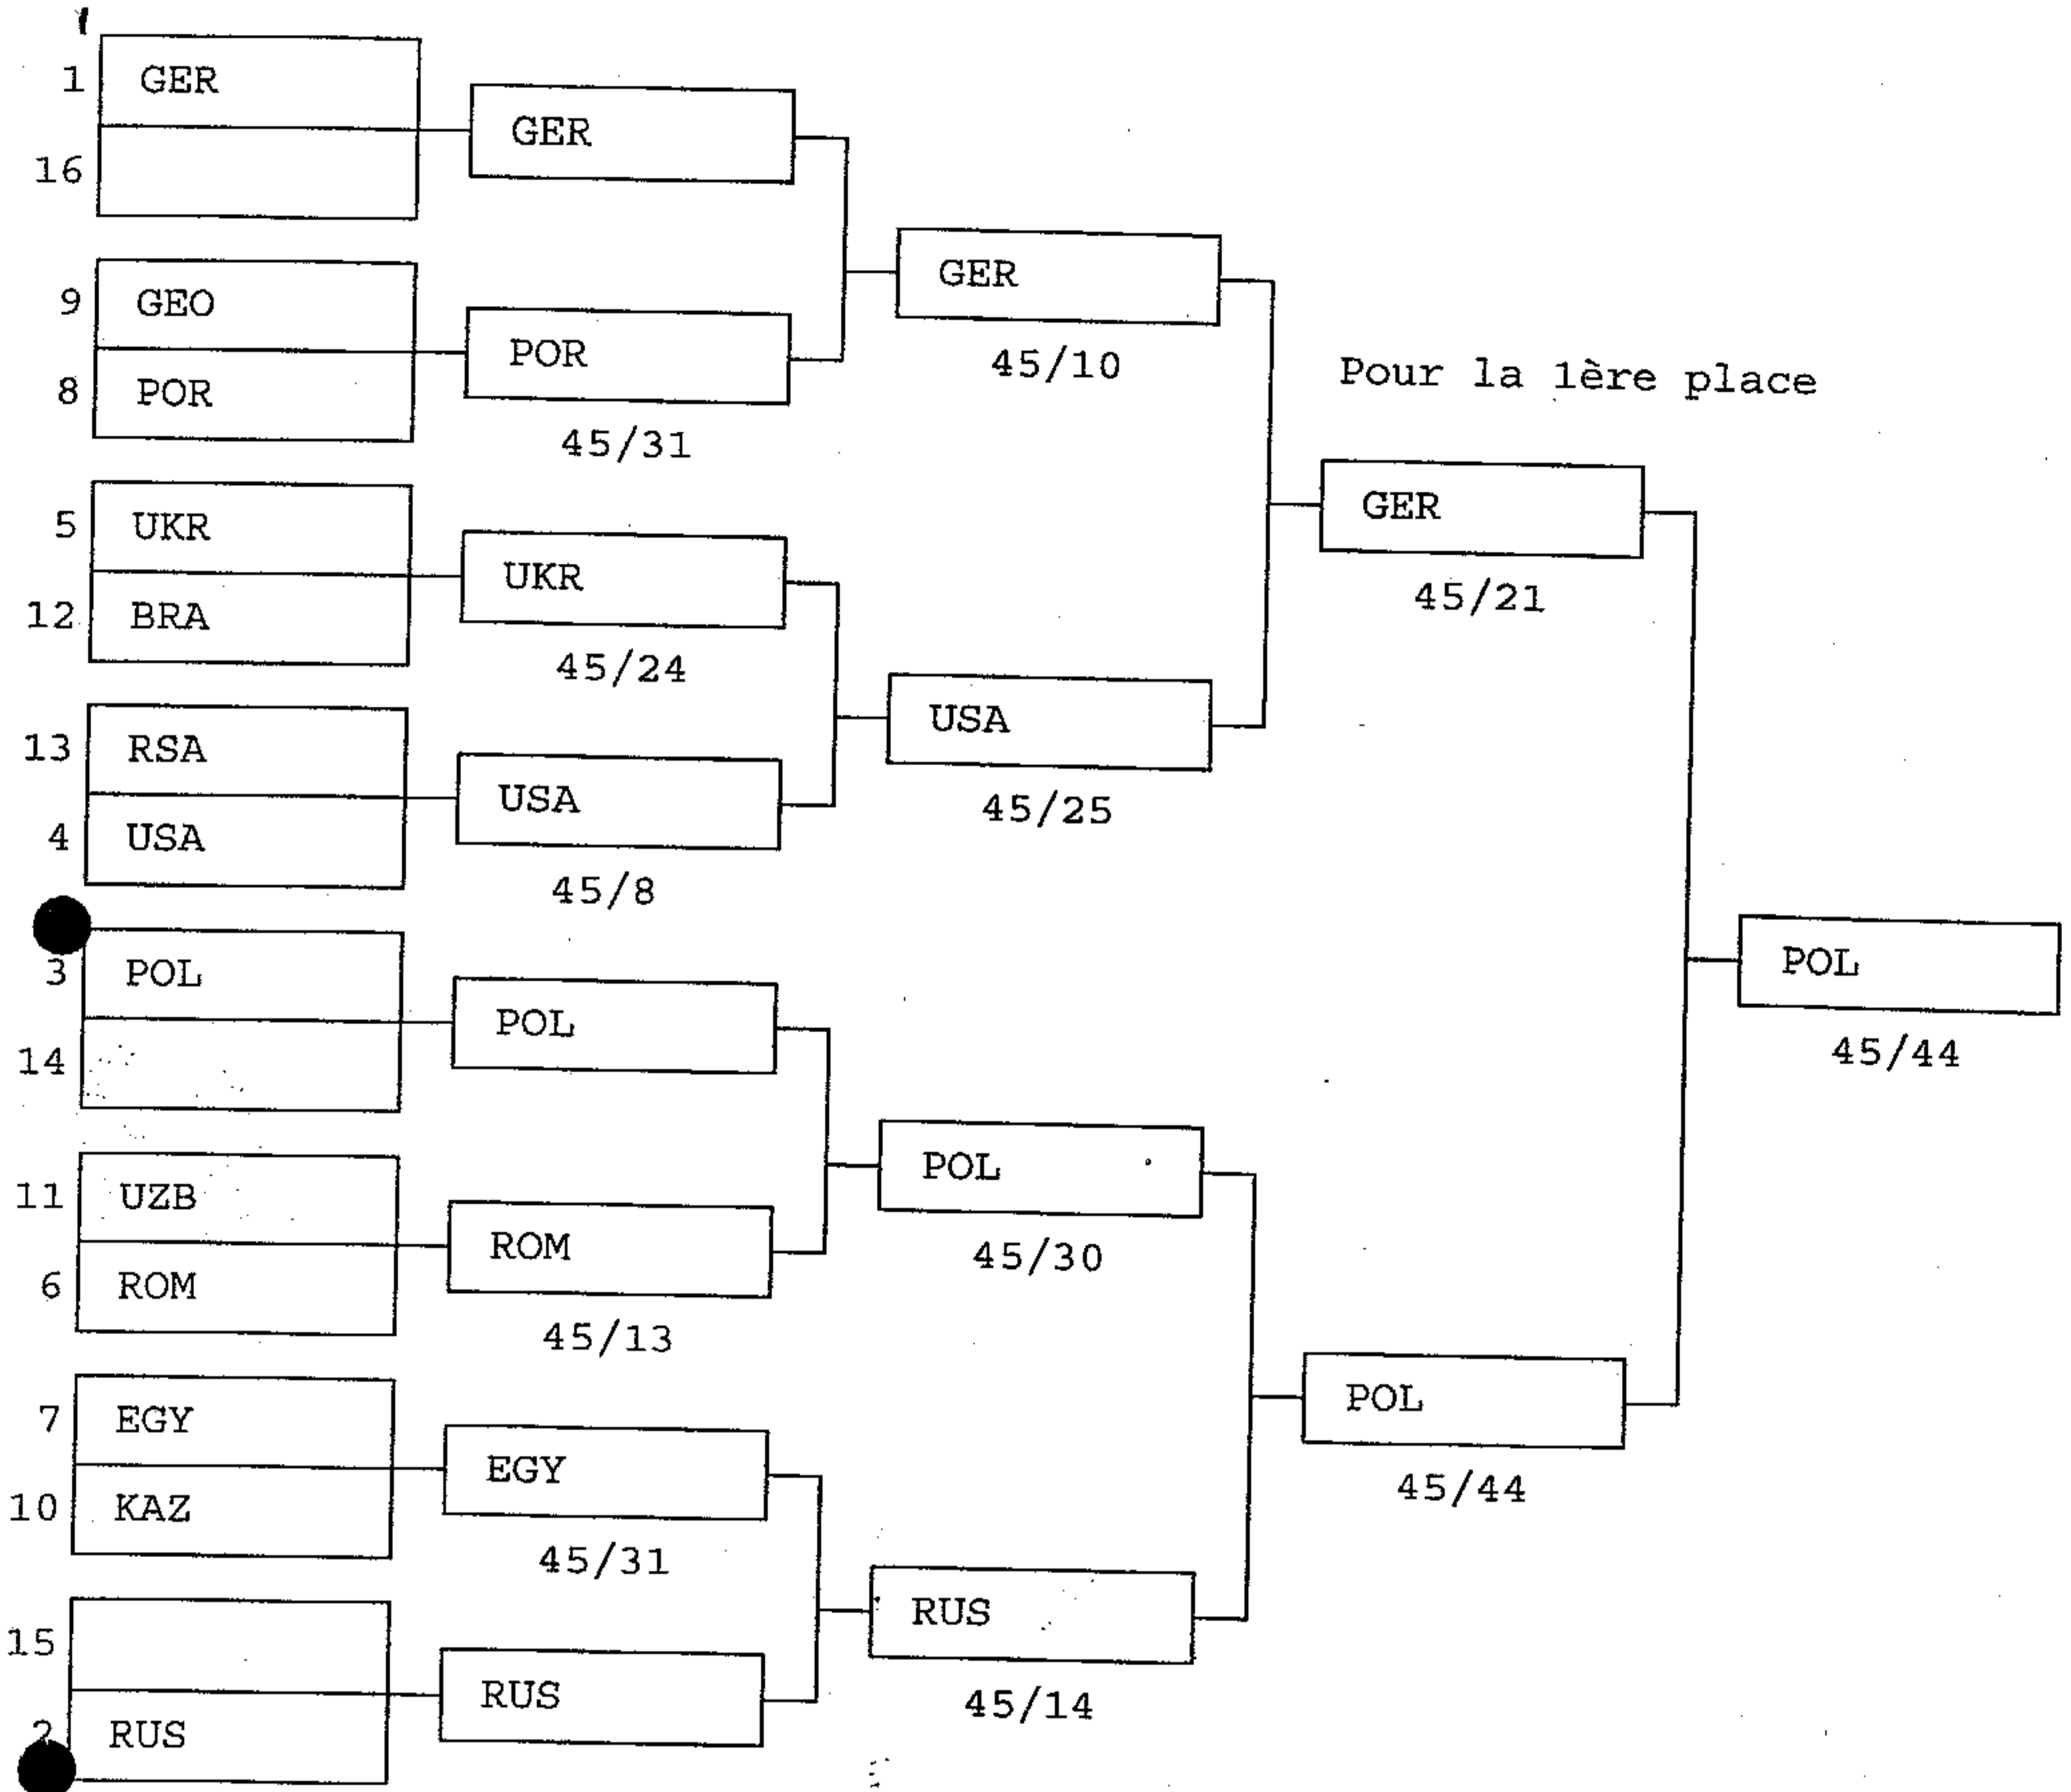 1 GER
GER
16
GER
9 GEO
POR
45/10
Pour la 1ère place
8 POR
45/31
GER
5 UKR
UKR
45/21
12 BRA
45/24
USA
13 RSA
USA
45/25
4 USA
45/8
3 POL
POL
POL
45/44
14
POL
11 UZB
ROM
45/30
6 ROM
45/13
POL
7 EGY
EGY
45/44
10 KAZ
45/31
RUS
15
RUS
45/14
2 RUS